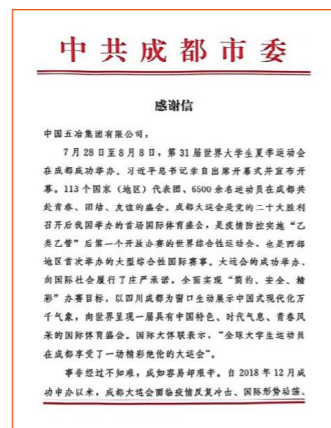 中共成都市委
感谢信
中国五冶集团有限公司：
7月28日至8月8日，第31届世界大学生夏季运动会
在成都成功举办。习近平总书记亲自出席开幕式并宣布开
幕。113个国家（地区）代表团、6500余名运动员在成都共
赴青春、团结、友谊的盛会。成都大运会是党的二十大胜利
召开后我国举办的首场国际体育盛会，是疫情防控实施“乙
类乙管”后第一个开放办赛的世界综合性运动会，也是西部
地区首次举办的大型综合性国际赛事。大运会的成功举办，
向国际社会履行了庄严承诺，全面实现“简约、安全、精
彩”办赛目标，以四川成都为窗口生动展示中国式现代化万
千气象，向世界呈现一届具有中国特色、时代气息、青春风
采的国际体育盛会。国际大体联表示，“全球大学生运动员
在成都享受了一场精彩绝伦的大运会”。
事非经过不知难，成如容易却艰辛。自2018年12月成
功申办以来，成都大运会面临疫情反复冲击、国际形势动荡、